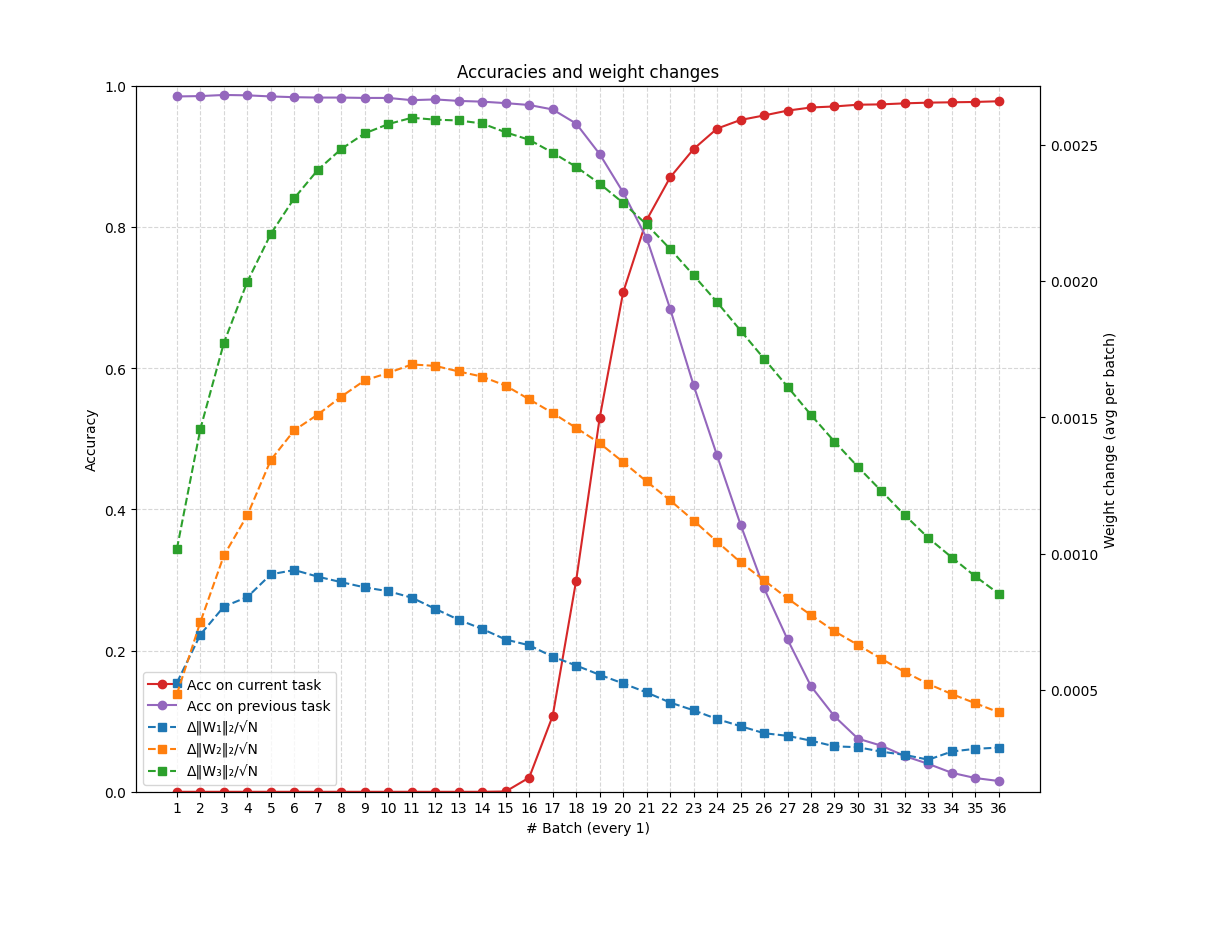 Accuracies and weight changes
1.0
0.8
0.6
0.4
0.2
0.0
Accuracy
0.0025
0.0020
0.0015
0.0010
0.0005
Weight change (avg per batch)
Acc on current task
Acc on previous task
Δ‖W₁‖₂/√N
Δ‖W₂‖₂/√N
Δ‖W₃‖₂/√N
1 2 3 4 5 6 7 8 9 10 11 12 13 14 15 16 17 18 19 20 21 22 23 24 25 26 27 28 29 30 31 32 33 34 35 36
# Batch (every 1)